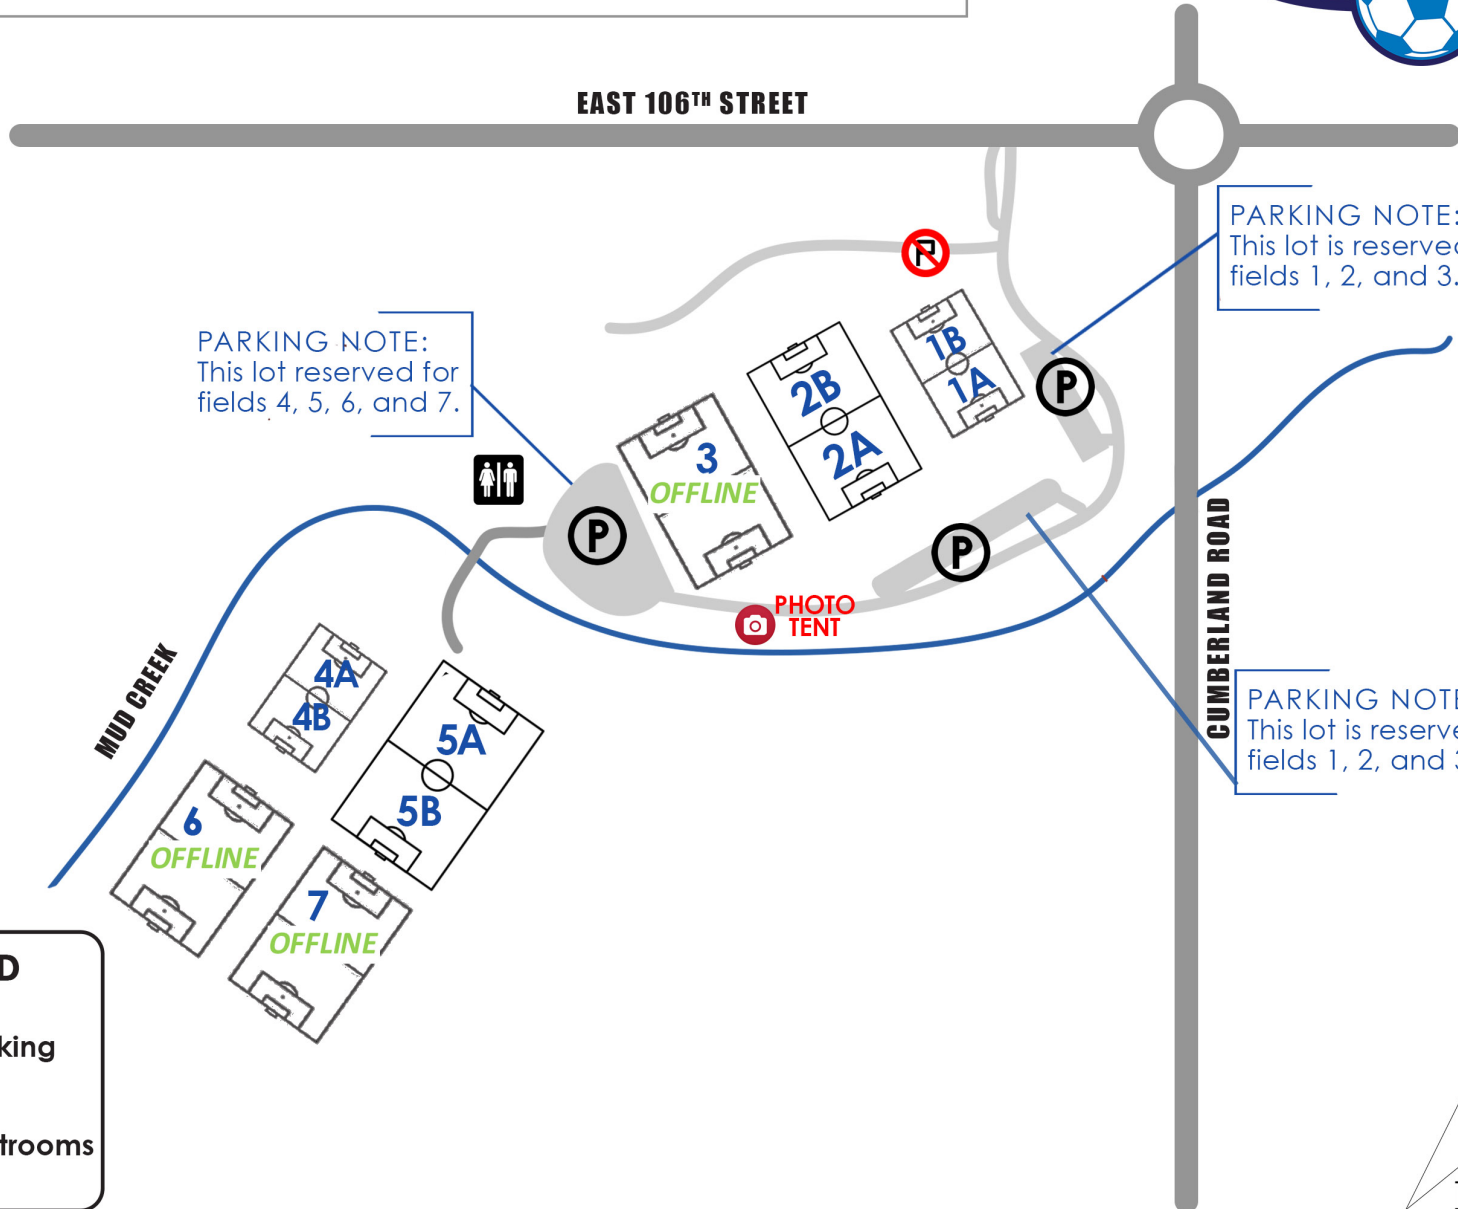 EAST 106TH STREET
PARKING NOTE:
This lot is reserved
fields 1, 2, and 3.
PARKING NOTE:
This lot reserved for
fields 4, 5, 6, and 7.
1B
1A
2B
2A
3
OFFLINE
P
P
P
P
PHOTO
TENT
CUMBERLAND ROAD
MUD CREEK
4A
4B
5A
5B
6
OFFLINE
7
OFFLINE
PARKING NOTE
This lot is reserve
fields 1, 2, and 3
D
king
trooms